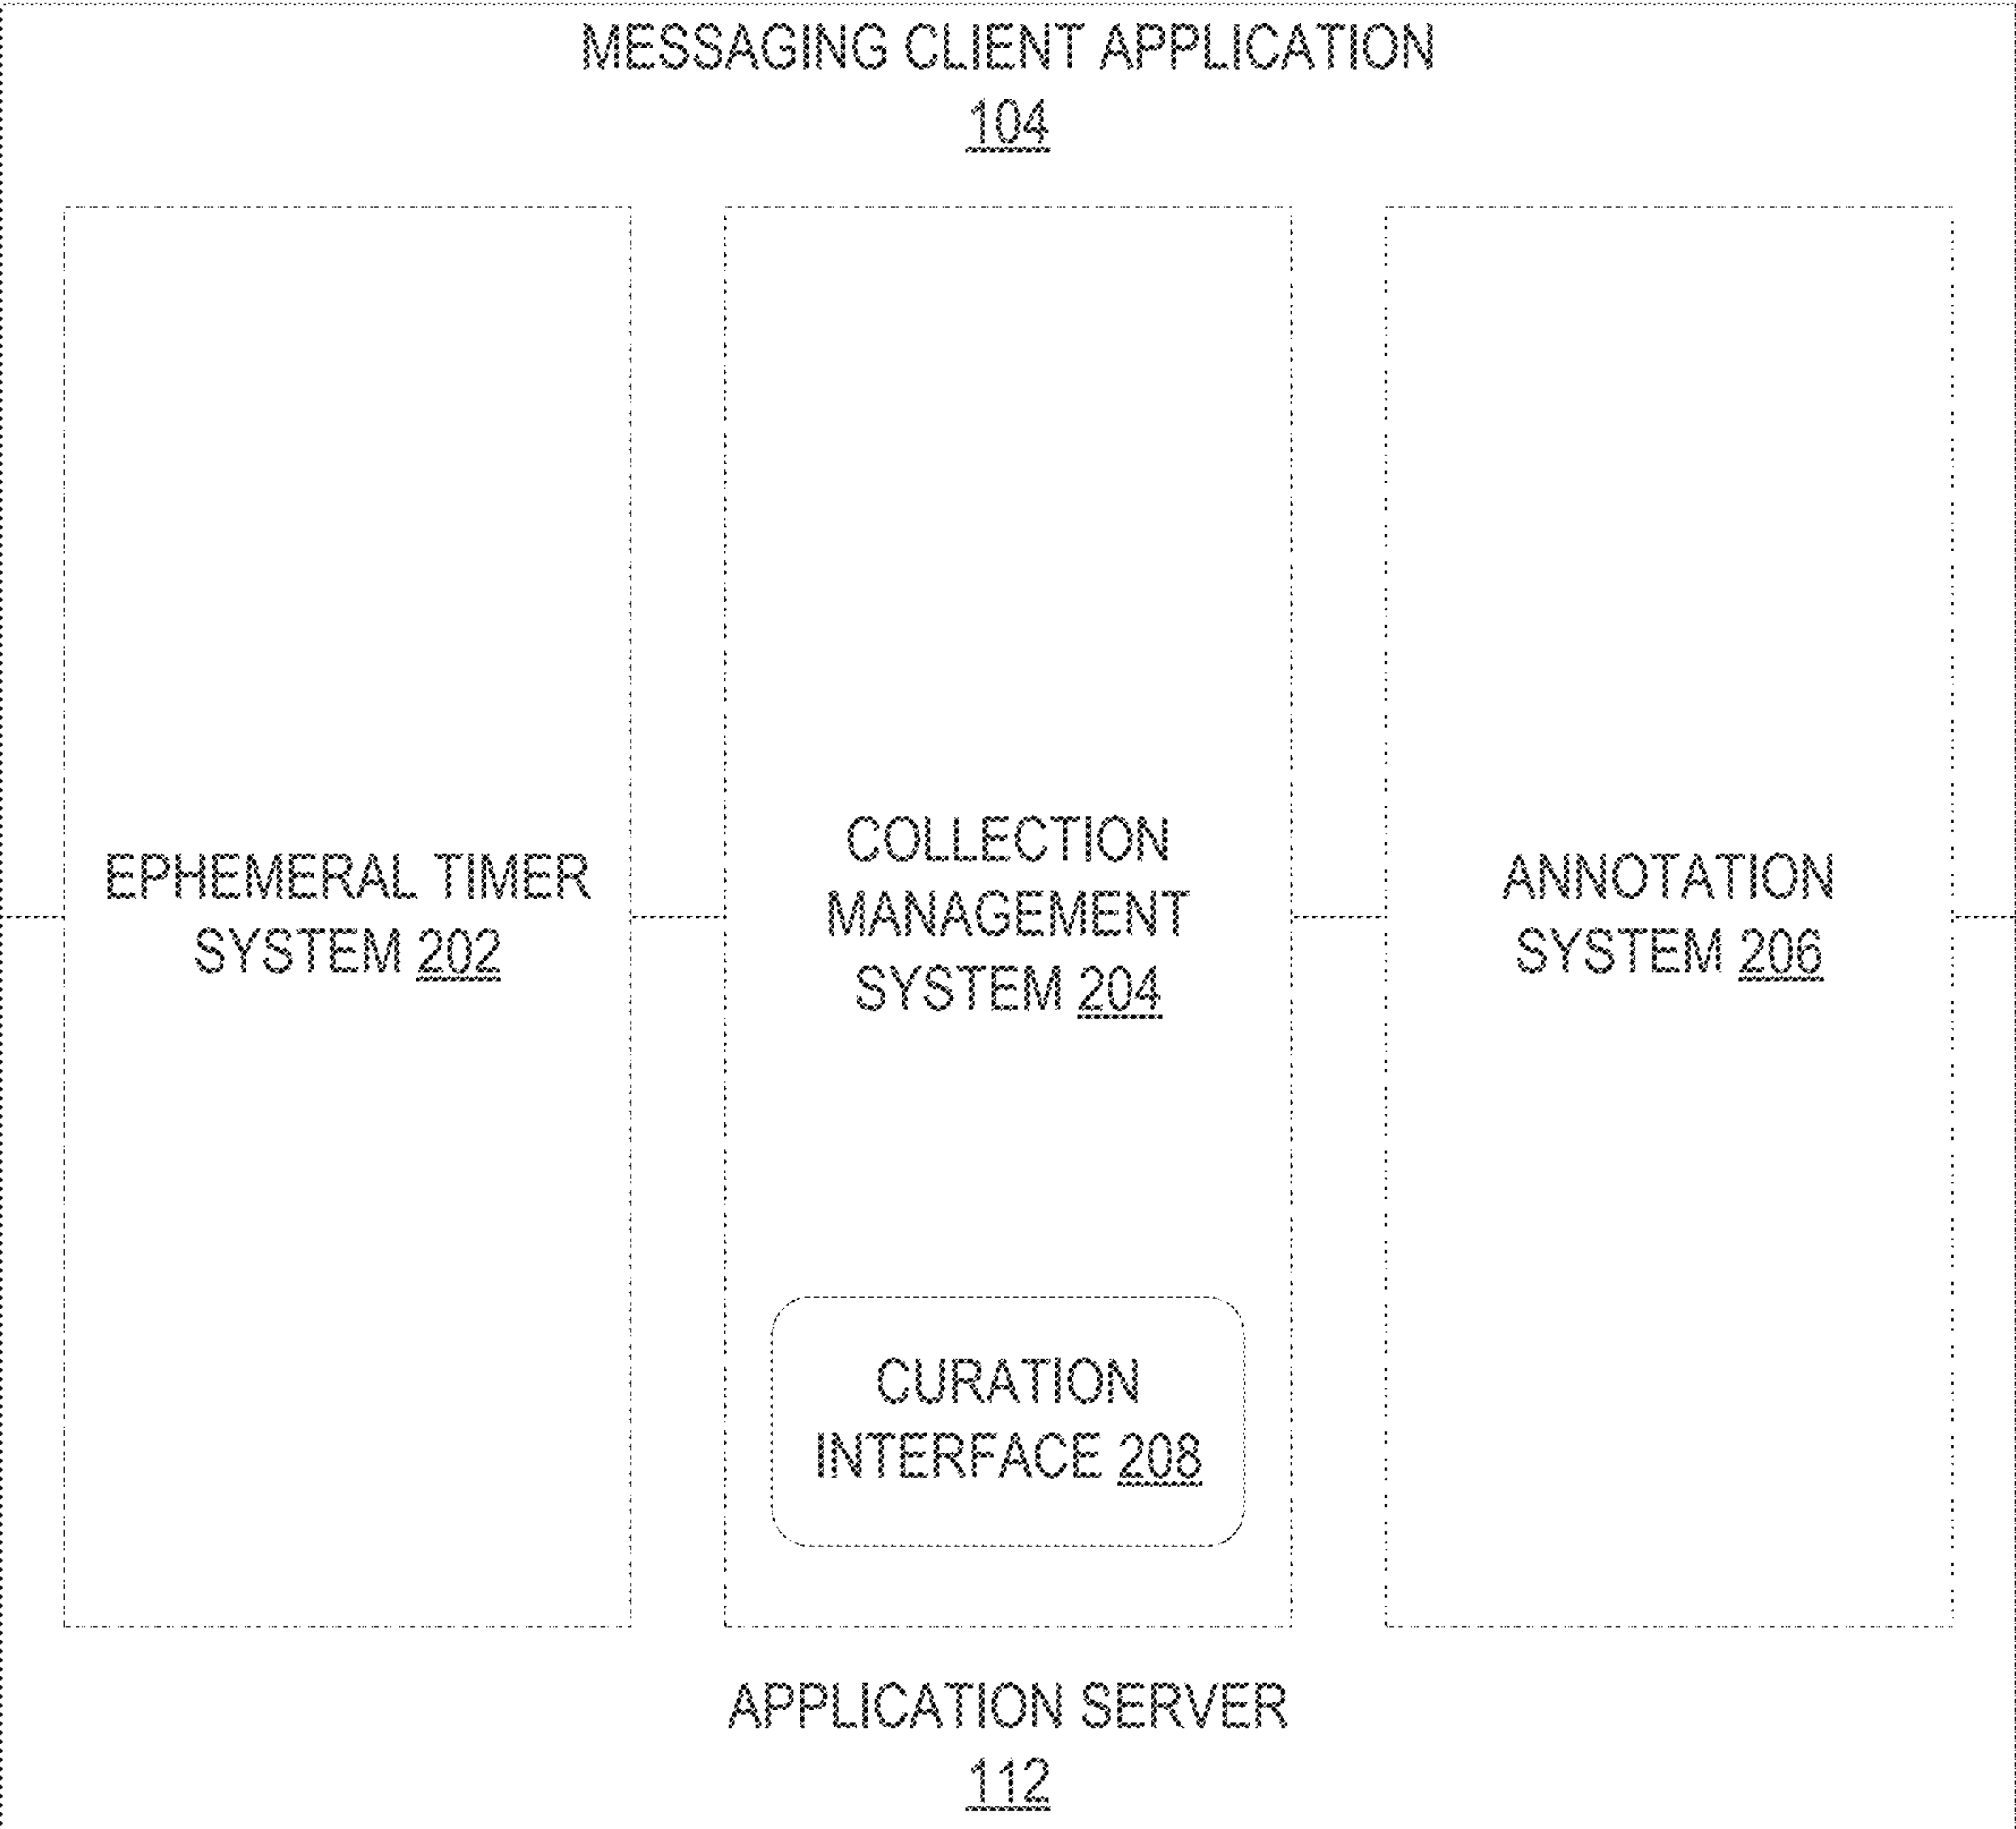 MESSAGING CLIENT APPLICATION
104
EPHEMERAL TIMER
SYSTEM 202
COLLECTION
MANAGEMENT
SYSTEM 204
ANNOTATION
SYSTEM 206
CURATION
INTERFACE 208
APPLICATION SERVER
112